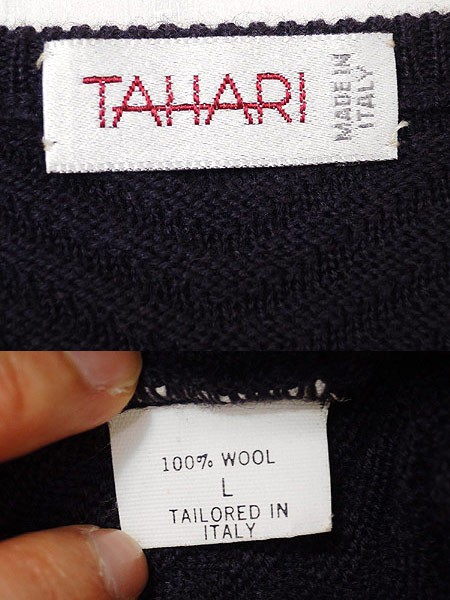 TAHARI
MADE IN
ITALY
100% WOOL
L
TAILORED IN
ITALY